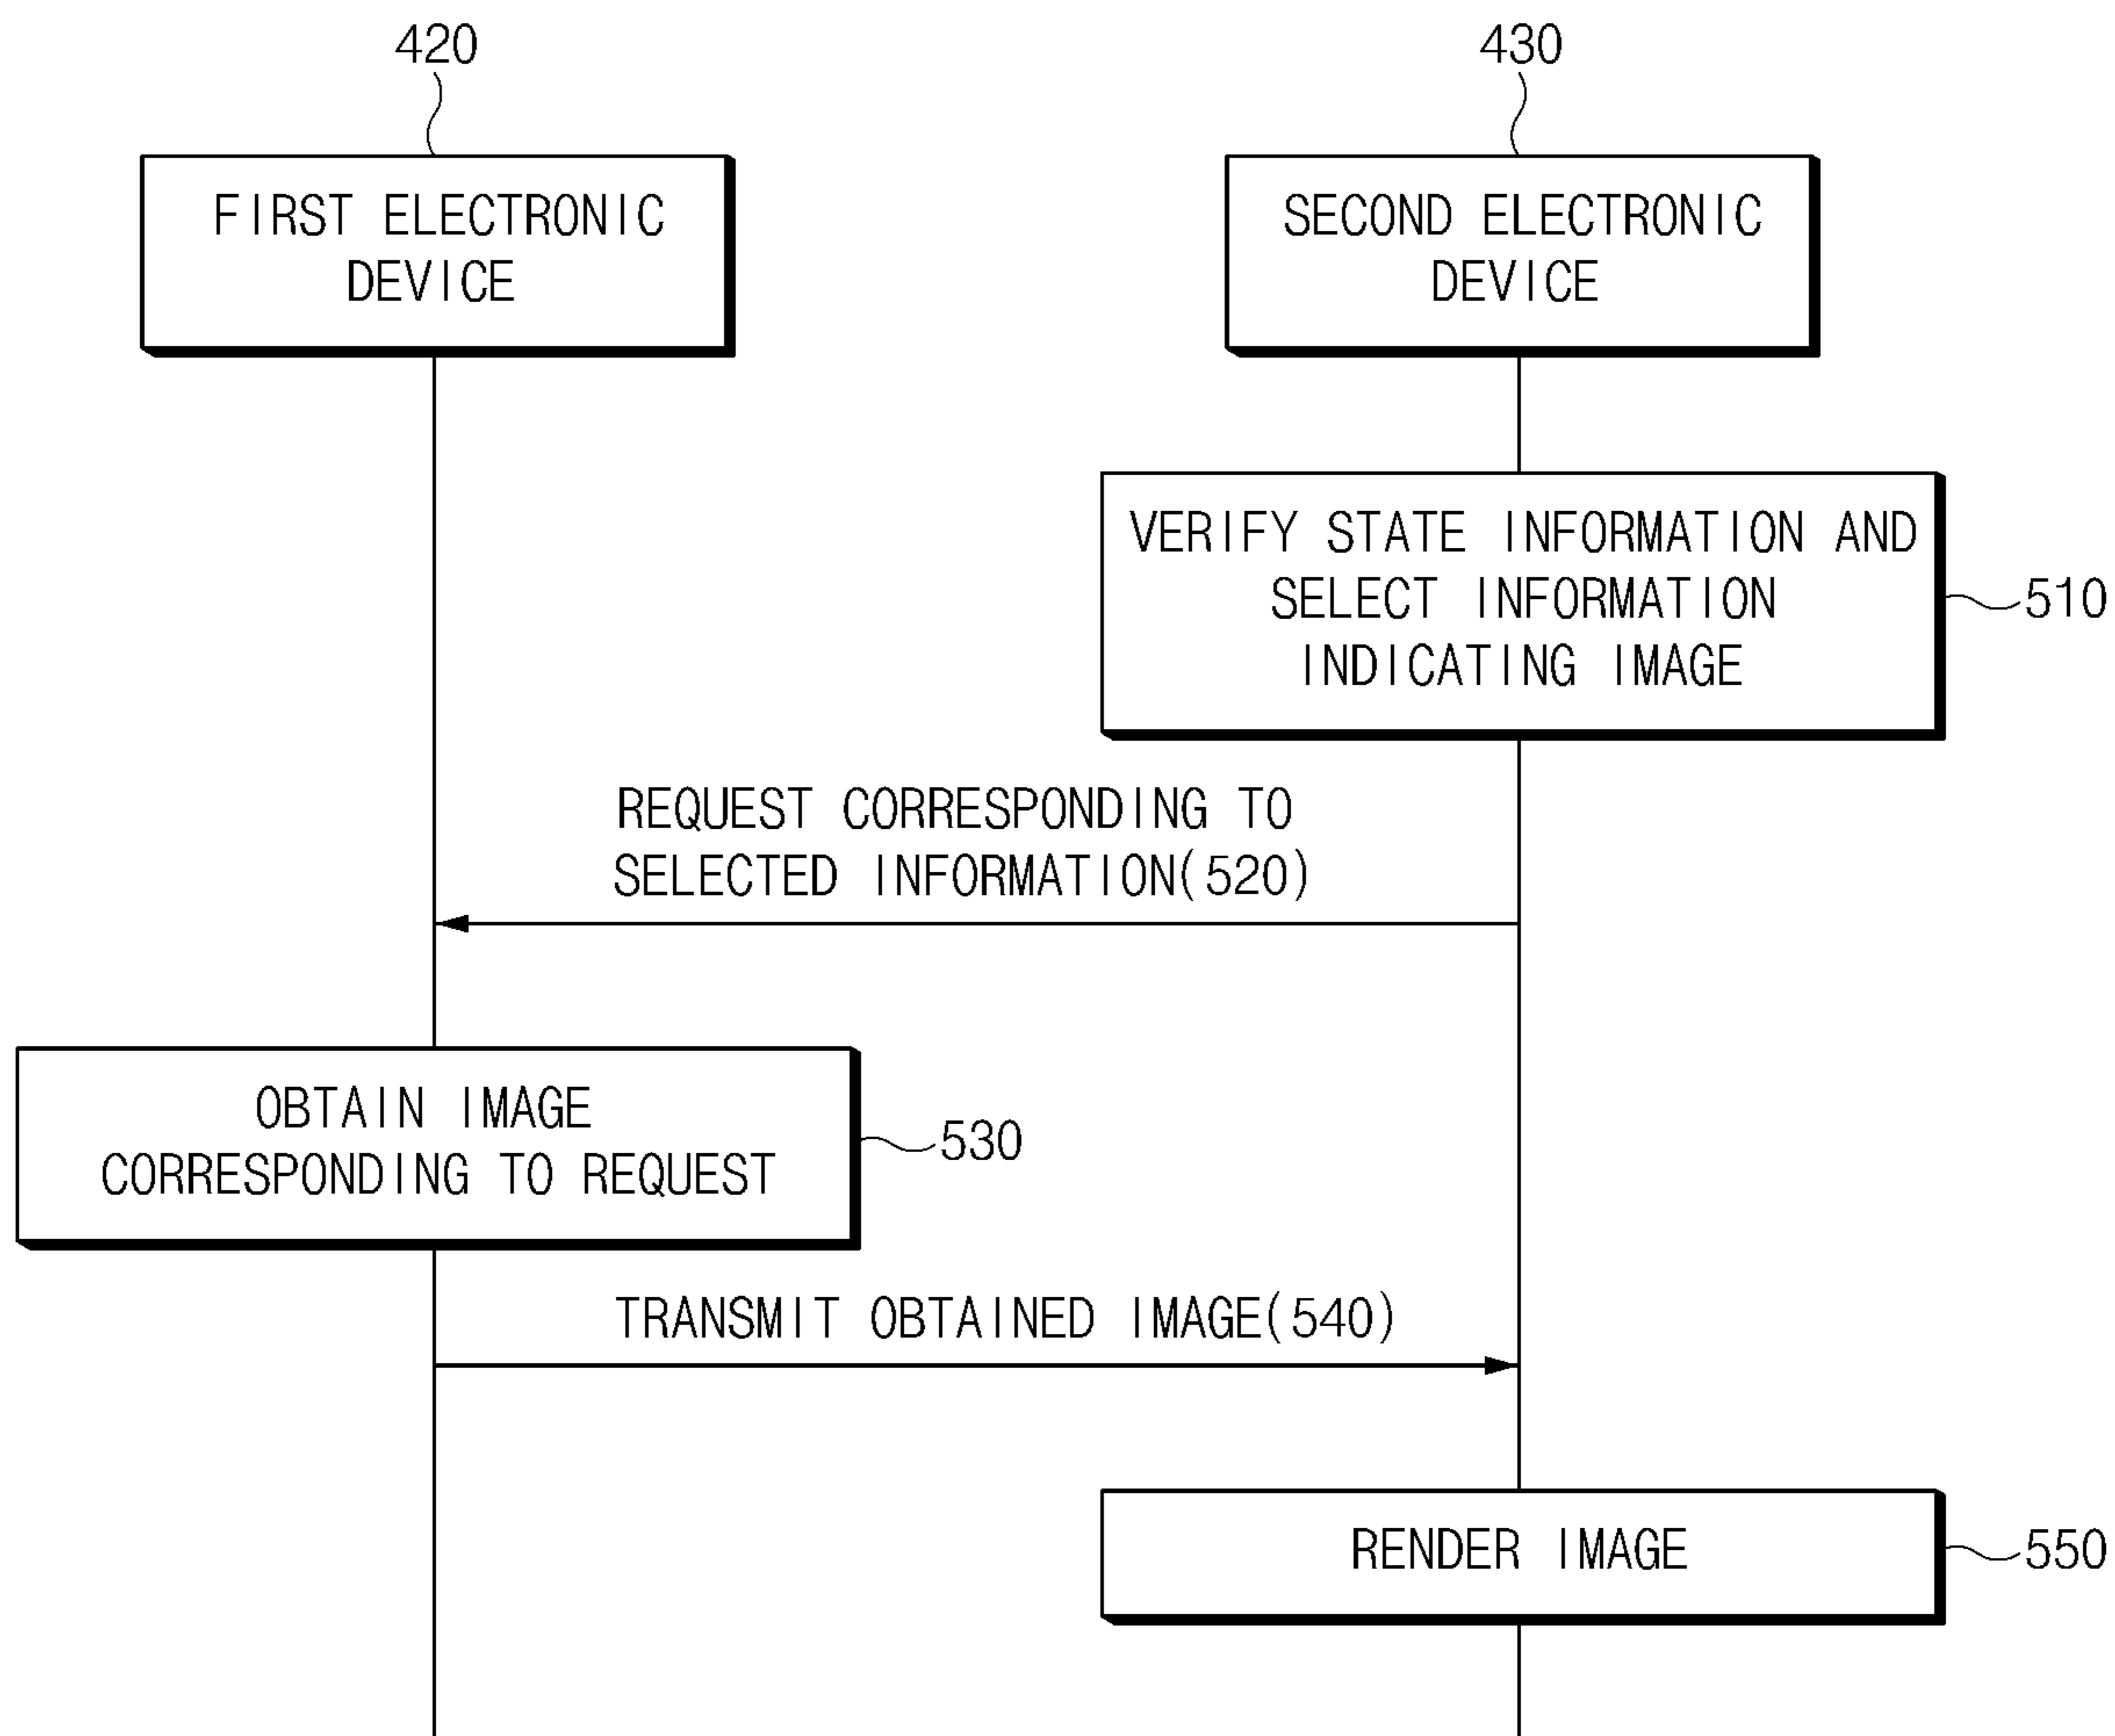 420
430
FIRST ELECTRONIC
DEVICE
SECOND ELECTRONIC
DEVICE
VERIFY STATE INFORMATION AND
SELECT INFORMATION
INDICATING IMAGE
510
REQUEST CORRESPONDING TO
SELECTED INFORMATION(520)
OBTAIN IMAGE
CORRESPONDING TO REQUEST
530
TRANSMIT OBTAINED IMAGE(540)
RENDER IMAGE
550